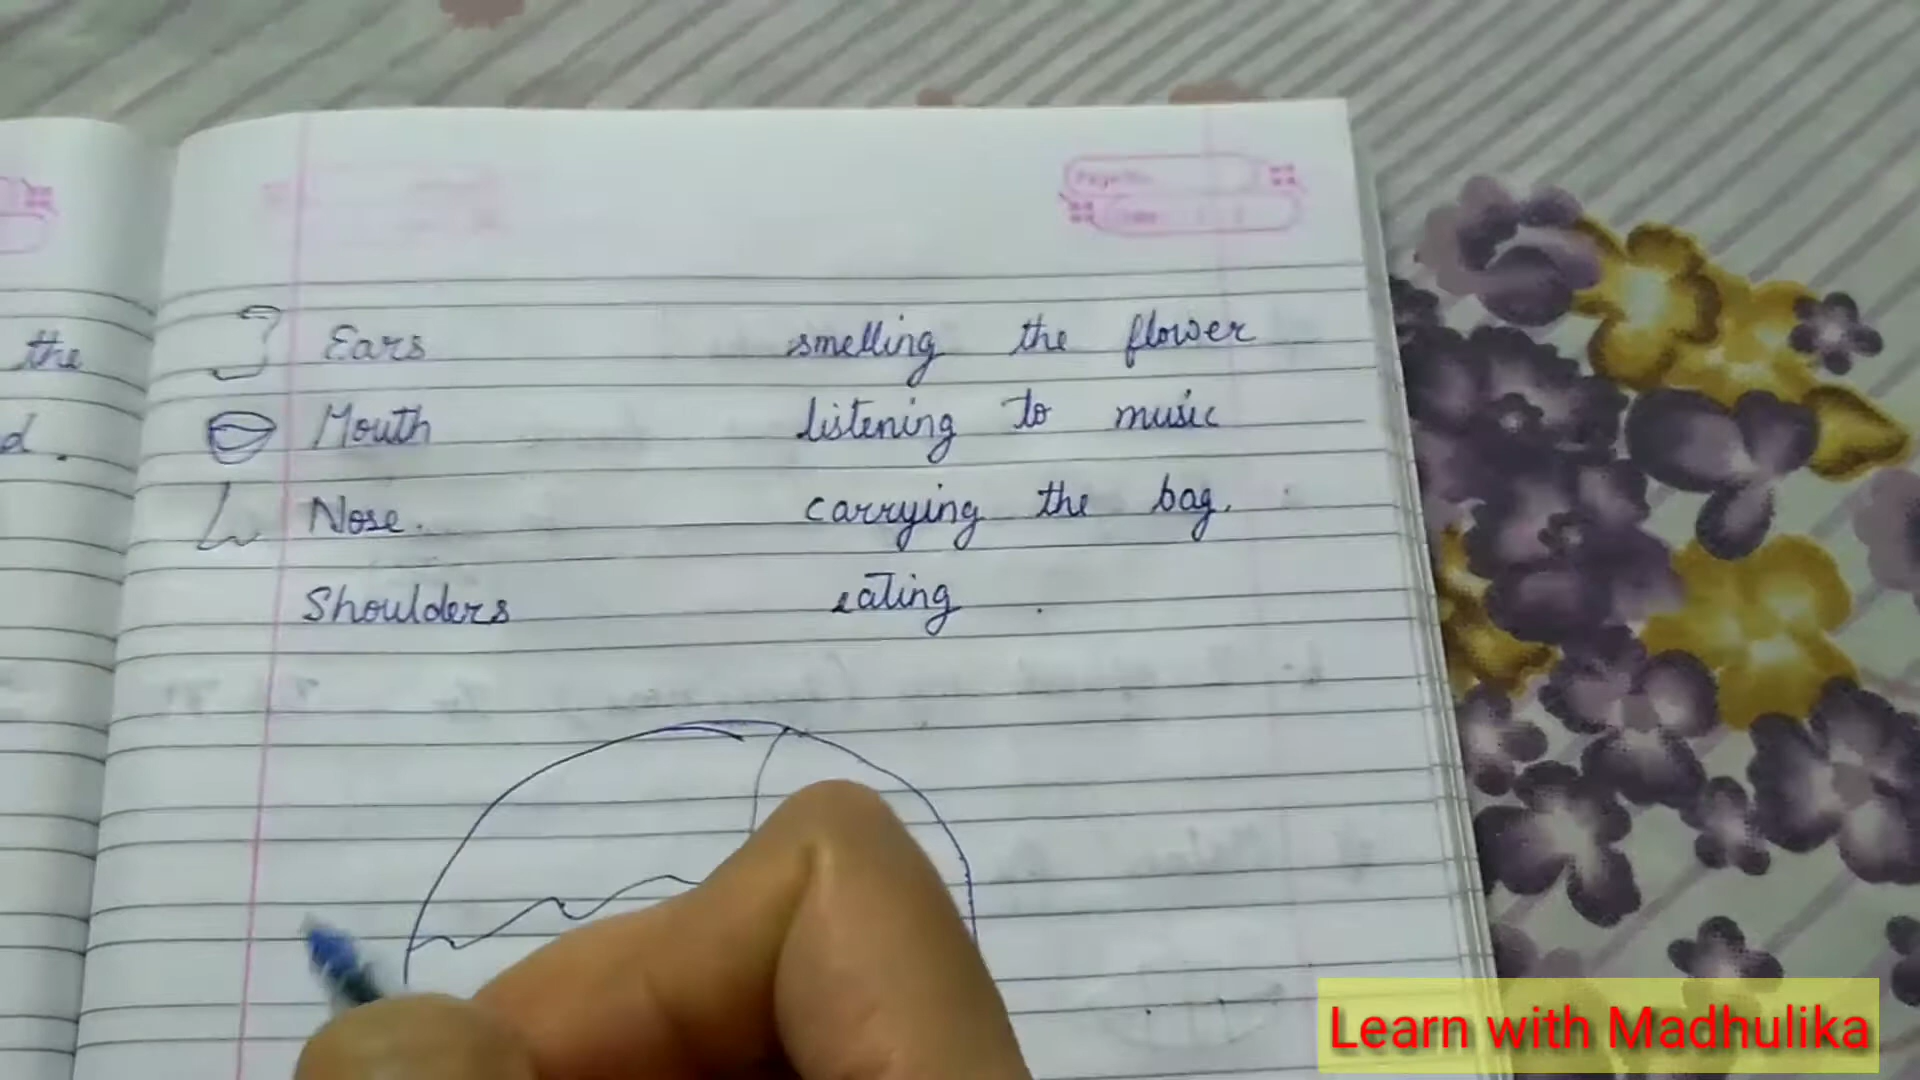 the
d.
Ears smelling the flower
Mouth listening to music
Nose. carrying the bag.
Shoulders eating
Learn with Madhulika